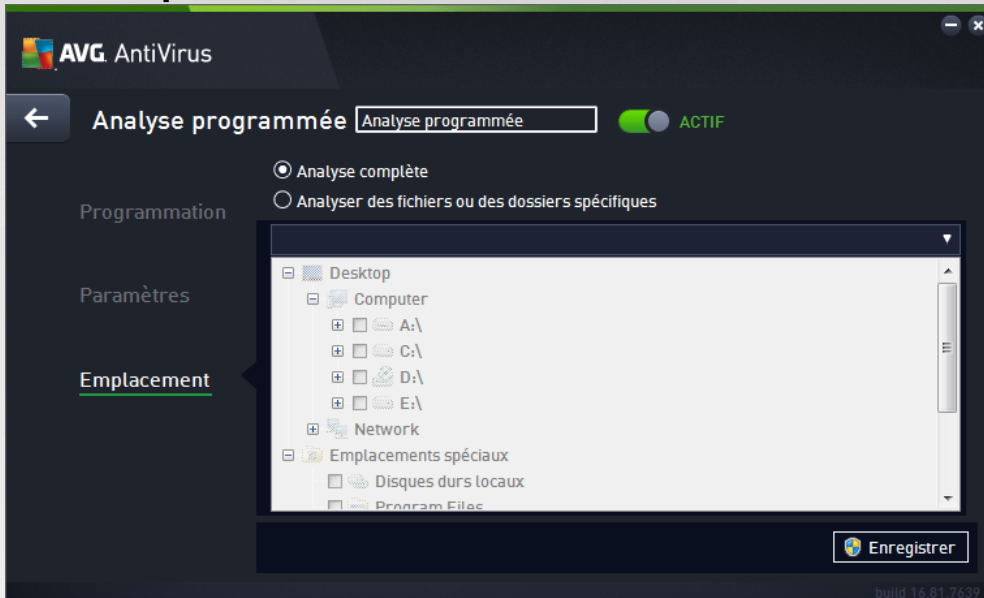 AVG. AntiVirus
Analyse programmée Analyse programmée ACTIF
Analyse complète
Analyser des fichiers ou des dossiers spécifiques
Programmation
Desktop
Paramètres
Computer
A:\
C:\
D:\
Emplacement
E:\
Network
Emplacements spéciaux
Disques durs locaux
Program Files
Enregistrer
build 16.81.7639